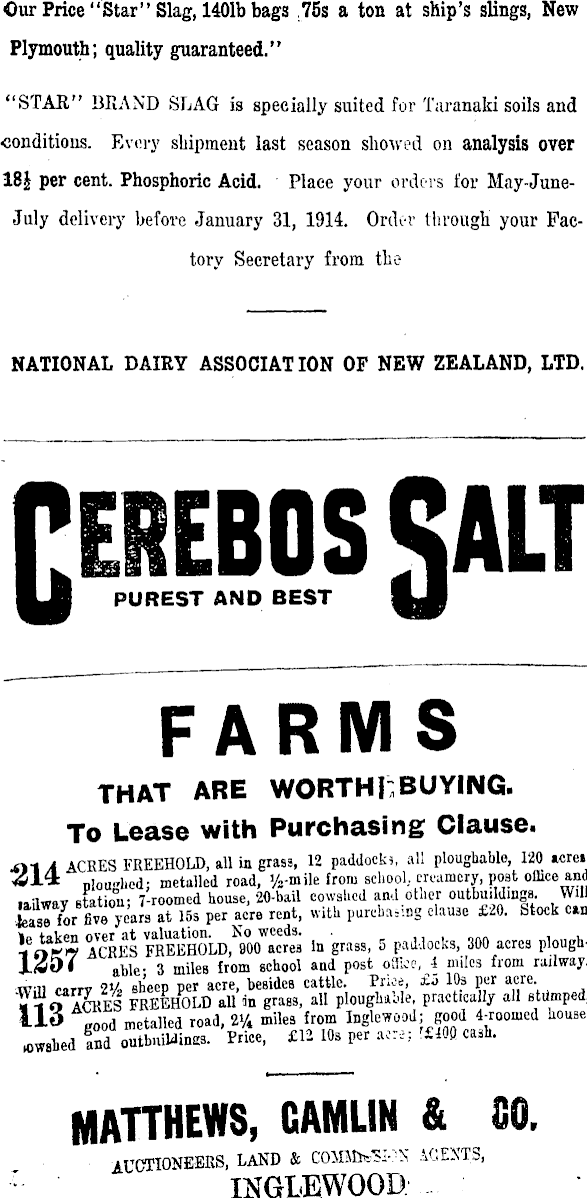 Our Price "Star" Slag, 140lb bags 75s a ton at ship's slings, New
Plymouth; quality guaranteed."
"STAR" BRAND SLAG is specially suited for Taranaki soils and
conditions. Every shipment last season showed on analysis over
18½ per cent. Phosphoric Acid. Place your orders for May-June-
July delivery before January 31, 1914. Order through your Fac-
tory Secretary from the
NATIONAL DAIRY ASSOCIATION OF NEW ZEALAND, LTD.
CEREBOS SALT
PUREST AND BEST
FARMS
THAT ARE WORTH BUYING.
To Lease with Purchasing Clause.
214 ACRES FREEHOLD, all in grass, 12 paddocks, all ploughable, 120 acres
ploughed; metalled road, ½-mile from school, creamery, post office and
railway station; 7-roomed house, 20-bail cowshed and other outbuildings. Will
lease for five years at 15s per acre rent, with purchasing clause £20. Stock can
be taken over at valuation. No weeds.
1257 ACRES FREEHOLD, 900 acres in grass, 5 paddocks, 300 acres plough-
able; 3 miles from school and post office, 4 miles from railway.
Will carry 2½ sheep per acre, besides cattle. Price, £5 10s per acre.
113 ACRES FREEHOLD all in grass, all ploughable, practically all stumped
good metalled road, 2¼ miles from Inglewood; good 4-roomed house
cowshed and outbuildings. Price, £12 10s per acre; £400 cash.
MATTHEWS, GAMLIN & CO.
AUCTIONEERS, LAND & COMMISSION AGENTS,
INGLEWOOD